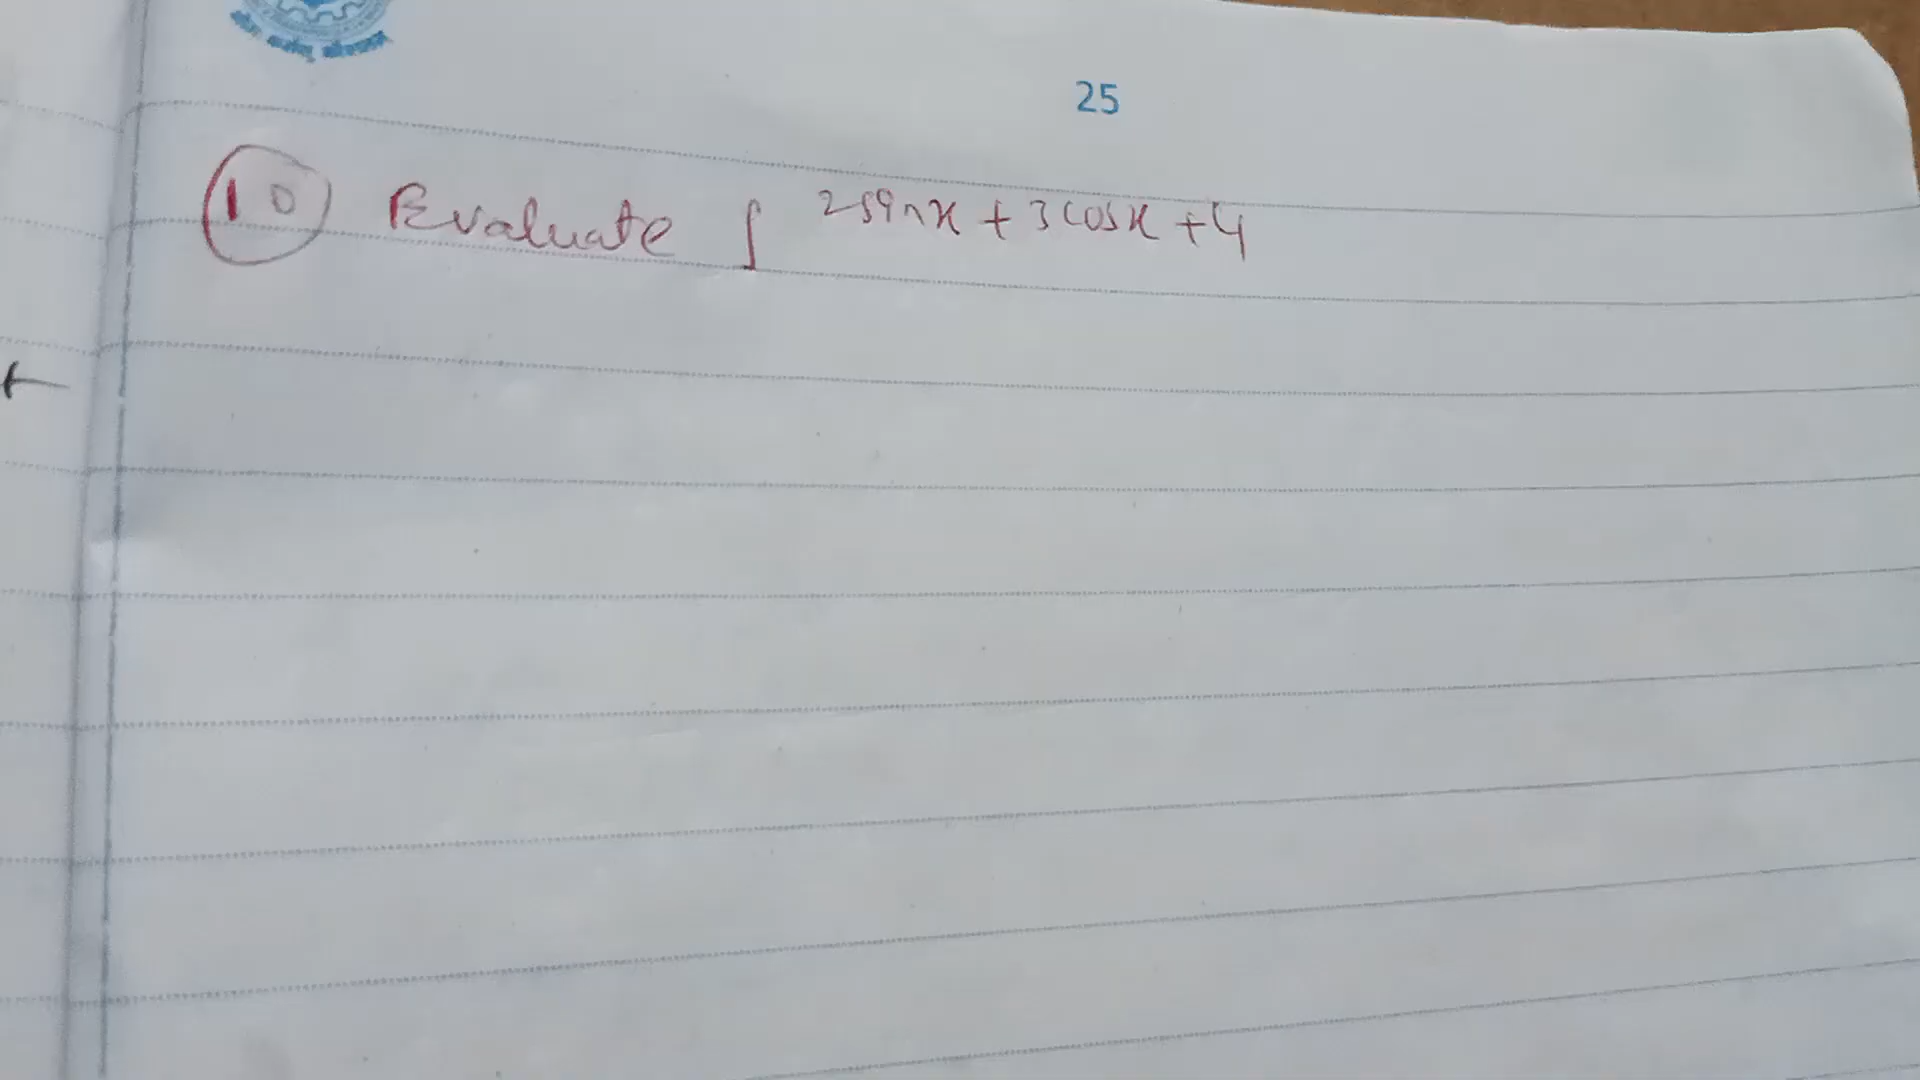 25
10 Evaluate ∫ 2sinx + 3cosx + 4